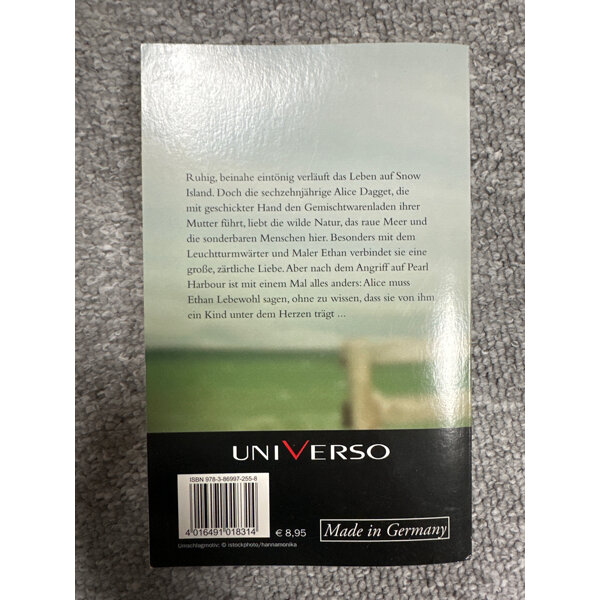 Ruhig, beinahe eintönig verläuft das Leben auf Snow
Island. Doch die sechzehnjährige Alice Dagget, die
mit geschickter Hand den Gemischtwarenladen ihrer
Mutter führt, liebt die wilde Natur, das raue Meer und
die sonderbaren Menschen hier. Besonders mit dem
Leuchtturmwärter und Maler Ethan verbindet sie eine
große, zärtliche Liebe. Aber nach dem Angriff auf Pearl
Harbour ist mit einem Mal alles anders: Alice muss
Ethan Lebewohl sagen, ohne zu wissen, dass sie von ihm
ein Kind unter dem Herzen trägt ...
UNIVERSO
ISBN 978-3-86997-255-8
4 016491 018314
€ 8,95
Made in Germany
Umschlagmotiv: © istockphoto/hannamonika